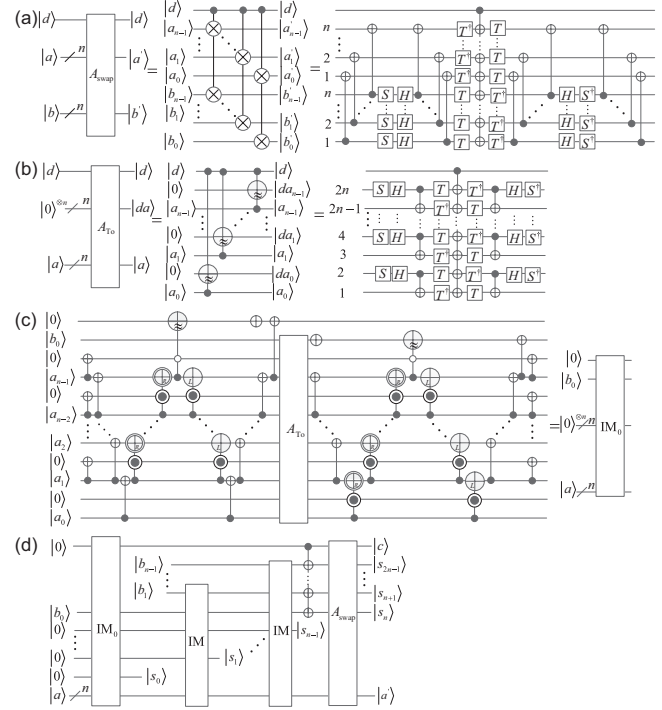 (a)
|d⟩ |d⟩ |d⟩ |d⟩
|a_{n−1}⟩ |a'_{n−1}⟩ n T† T
|a⟩ n A_swap |a'⟩ = |a_1⟩ |a'_1⟩ = 2 T† T
|a_0⟩ |a'_0⟩ 1 T† T
|b_{n−1}⟩ |b'_{n−1}⟩ n S H T T† H S†
|b⟩ n |b'⟩ |b_1⟩ |b'_1⟩ 2 S H T T† H S†
|b_0⟩ |b'_0⟩ 1 S H T T† H S†
(b)
|d⟩ |d⟩ |d⟩ |d⟩
|0⟩ |da_{n−1}⟩ 2n S H T T† H S†
|0⟩^{⊗n} n A_To |da⟩ = |a_{n−1}⟩ |a_{n−1}⟩ = 2n−1 T† T
|0⟩ |da_1⟩ 4 S H T T† H S†
|a⟩ n |a⟩ |a_1⟩ |a_1⟩ 3 T† T
|0⟩ |da_0⟩ 2 S H T T† H S†
|a_0⟩ |a_0⟩ 1 T† T
(c)
|0⟩
|b_0⟩
|0⟩ |0⟩
|a_{n−1}⟩ R L R L |b_0⟩
|0⟩
|a_{n−2}⟩ A_To = |0⟩^{⊗n} n IM_0
|a_2⟩ R L R L
|0⟩
|a_1⟩ R L |a⟩ n
|0⟩
|a_0⟩
(d)
|0⟩ |c⟩
|b_{n−1}⟩ |s_{2n−1}⟩
|b_1⟩ |s_{n+1}⟩
|b_0⟩ IM_0 IM IM A_swap |s_n⟩
|0⟩ |s_{n−1}⟩
|0⟩ |s_1⟩
|0⟩ |s_0⟩
|a⟩ n |a'⟩